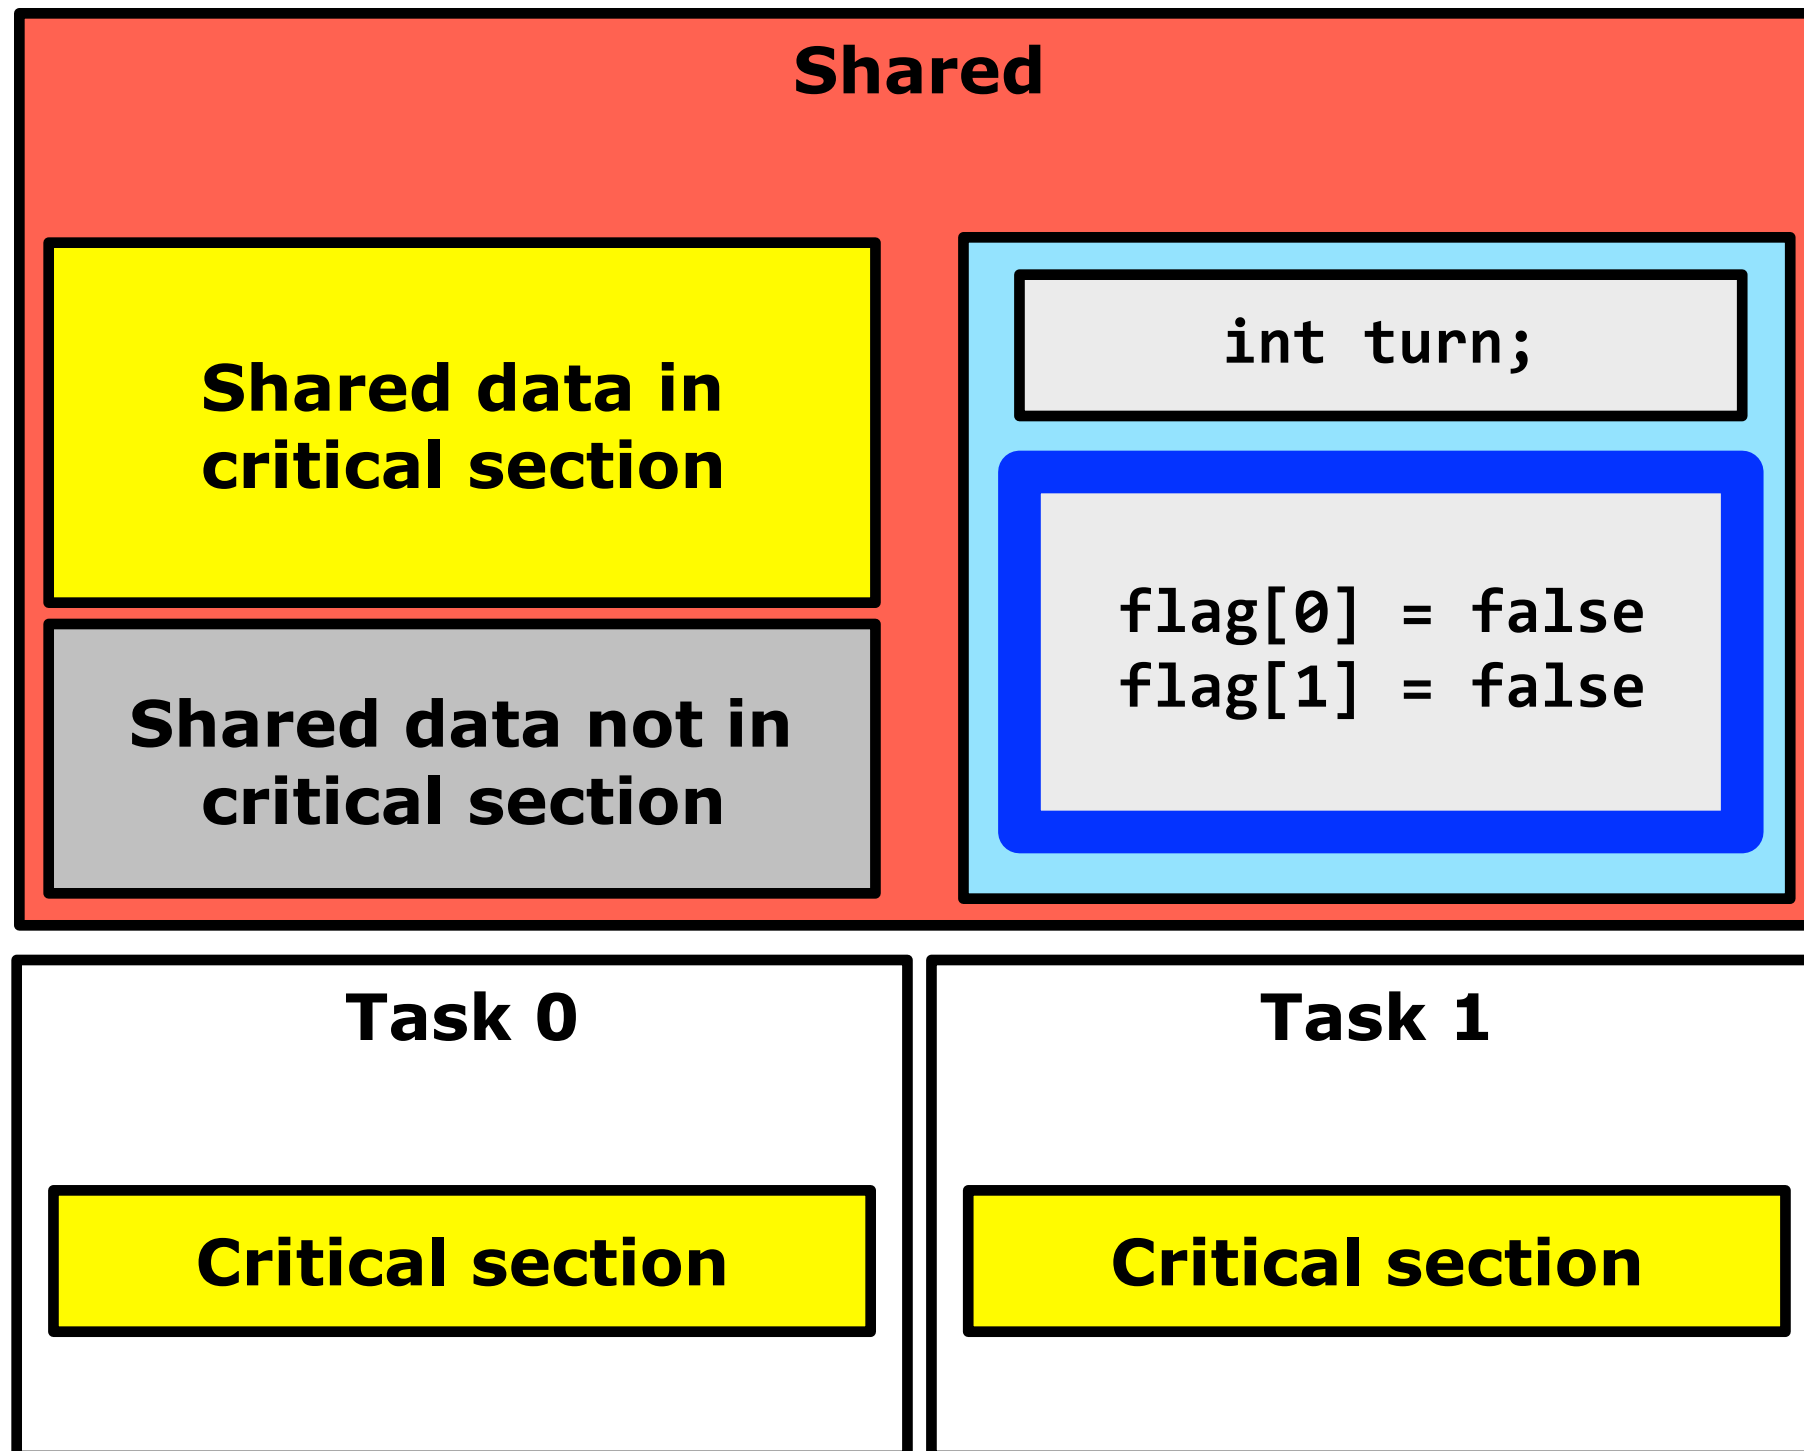 Shared
Shared data in
critical section
Shared data not in
critical section
int turn;
flag[0] = false
flag[1] = false
Task 0
Critical section
Task 1
Critical section